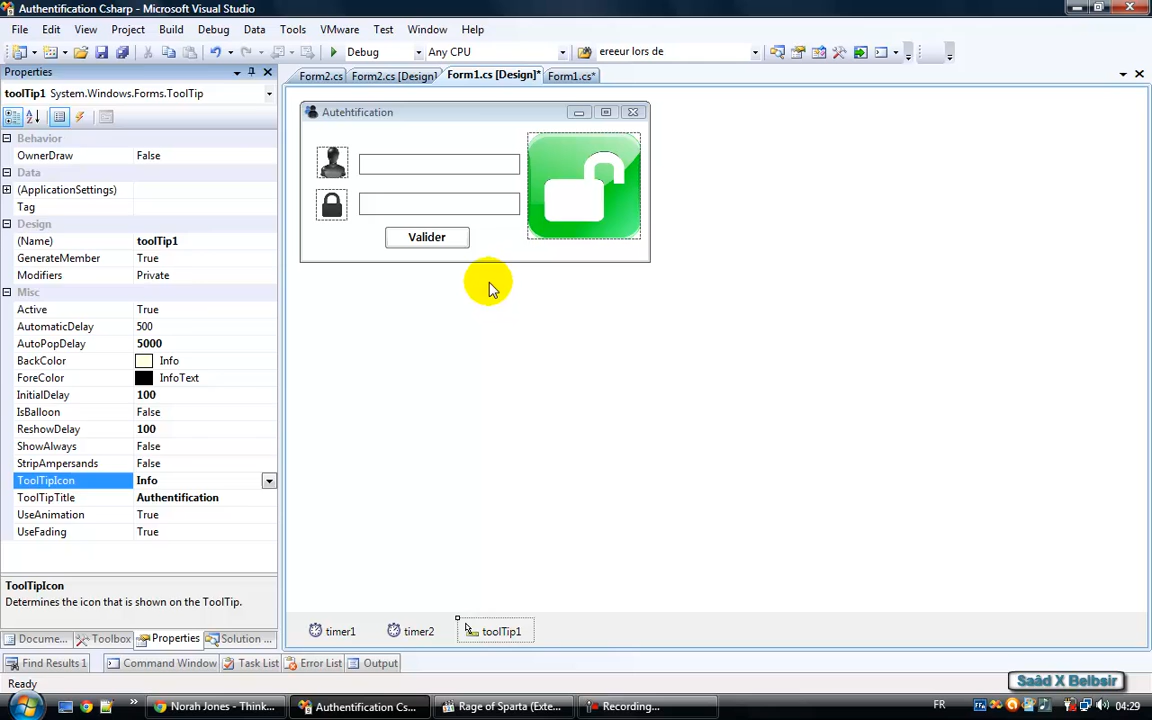 Authentification Csharp - Microsoft Visual Studio
File Edit View Project Build Debug Data Tools VMware Test Window Help
Debug Any CPU ereeur lors de
Properties
Form2.cs Form2.cs [Design] Form1.cs [Design]* Form1.cs*
toolTip1 System.Windows.Forms.ToolTip
Autehtification
Behavior
OwnerDraw False
Data
(ApplicationSettings)
Tag
Design
Valider
(Name) toolTip1
GenerateMember True
Modifiers Private
Misc
Active True
AutomaticDelay 500
AutoPopDelay 5000
BackColor Info
ForeColor InfoText
InitialDelay 100
IsBalloon False
ReshowDelay 100
ShowAlways False
StripAmpersands False
ToolTipIcon Info
ToolTipTitle Authentification
UseAnimation True
UseFading True
ToolTipIcon
Determines the icon that is shown on the ToolTip.
timer1 timer2 toolTip1
Docume... Toolbox Properties Solution ...
Find Results 1 Command Window Task List Error List Output
Ready
Saâd X Belbsir
Norah Jones - Think... Authentification Cs... Rage of Sparta (Exte... Recording... FR 04:29